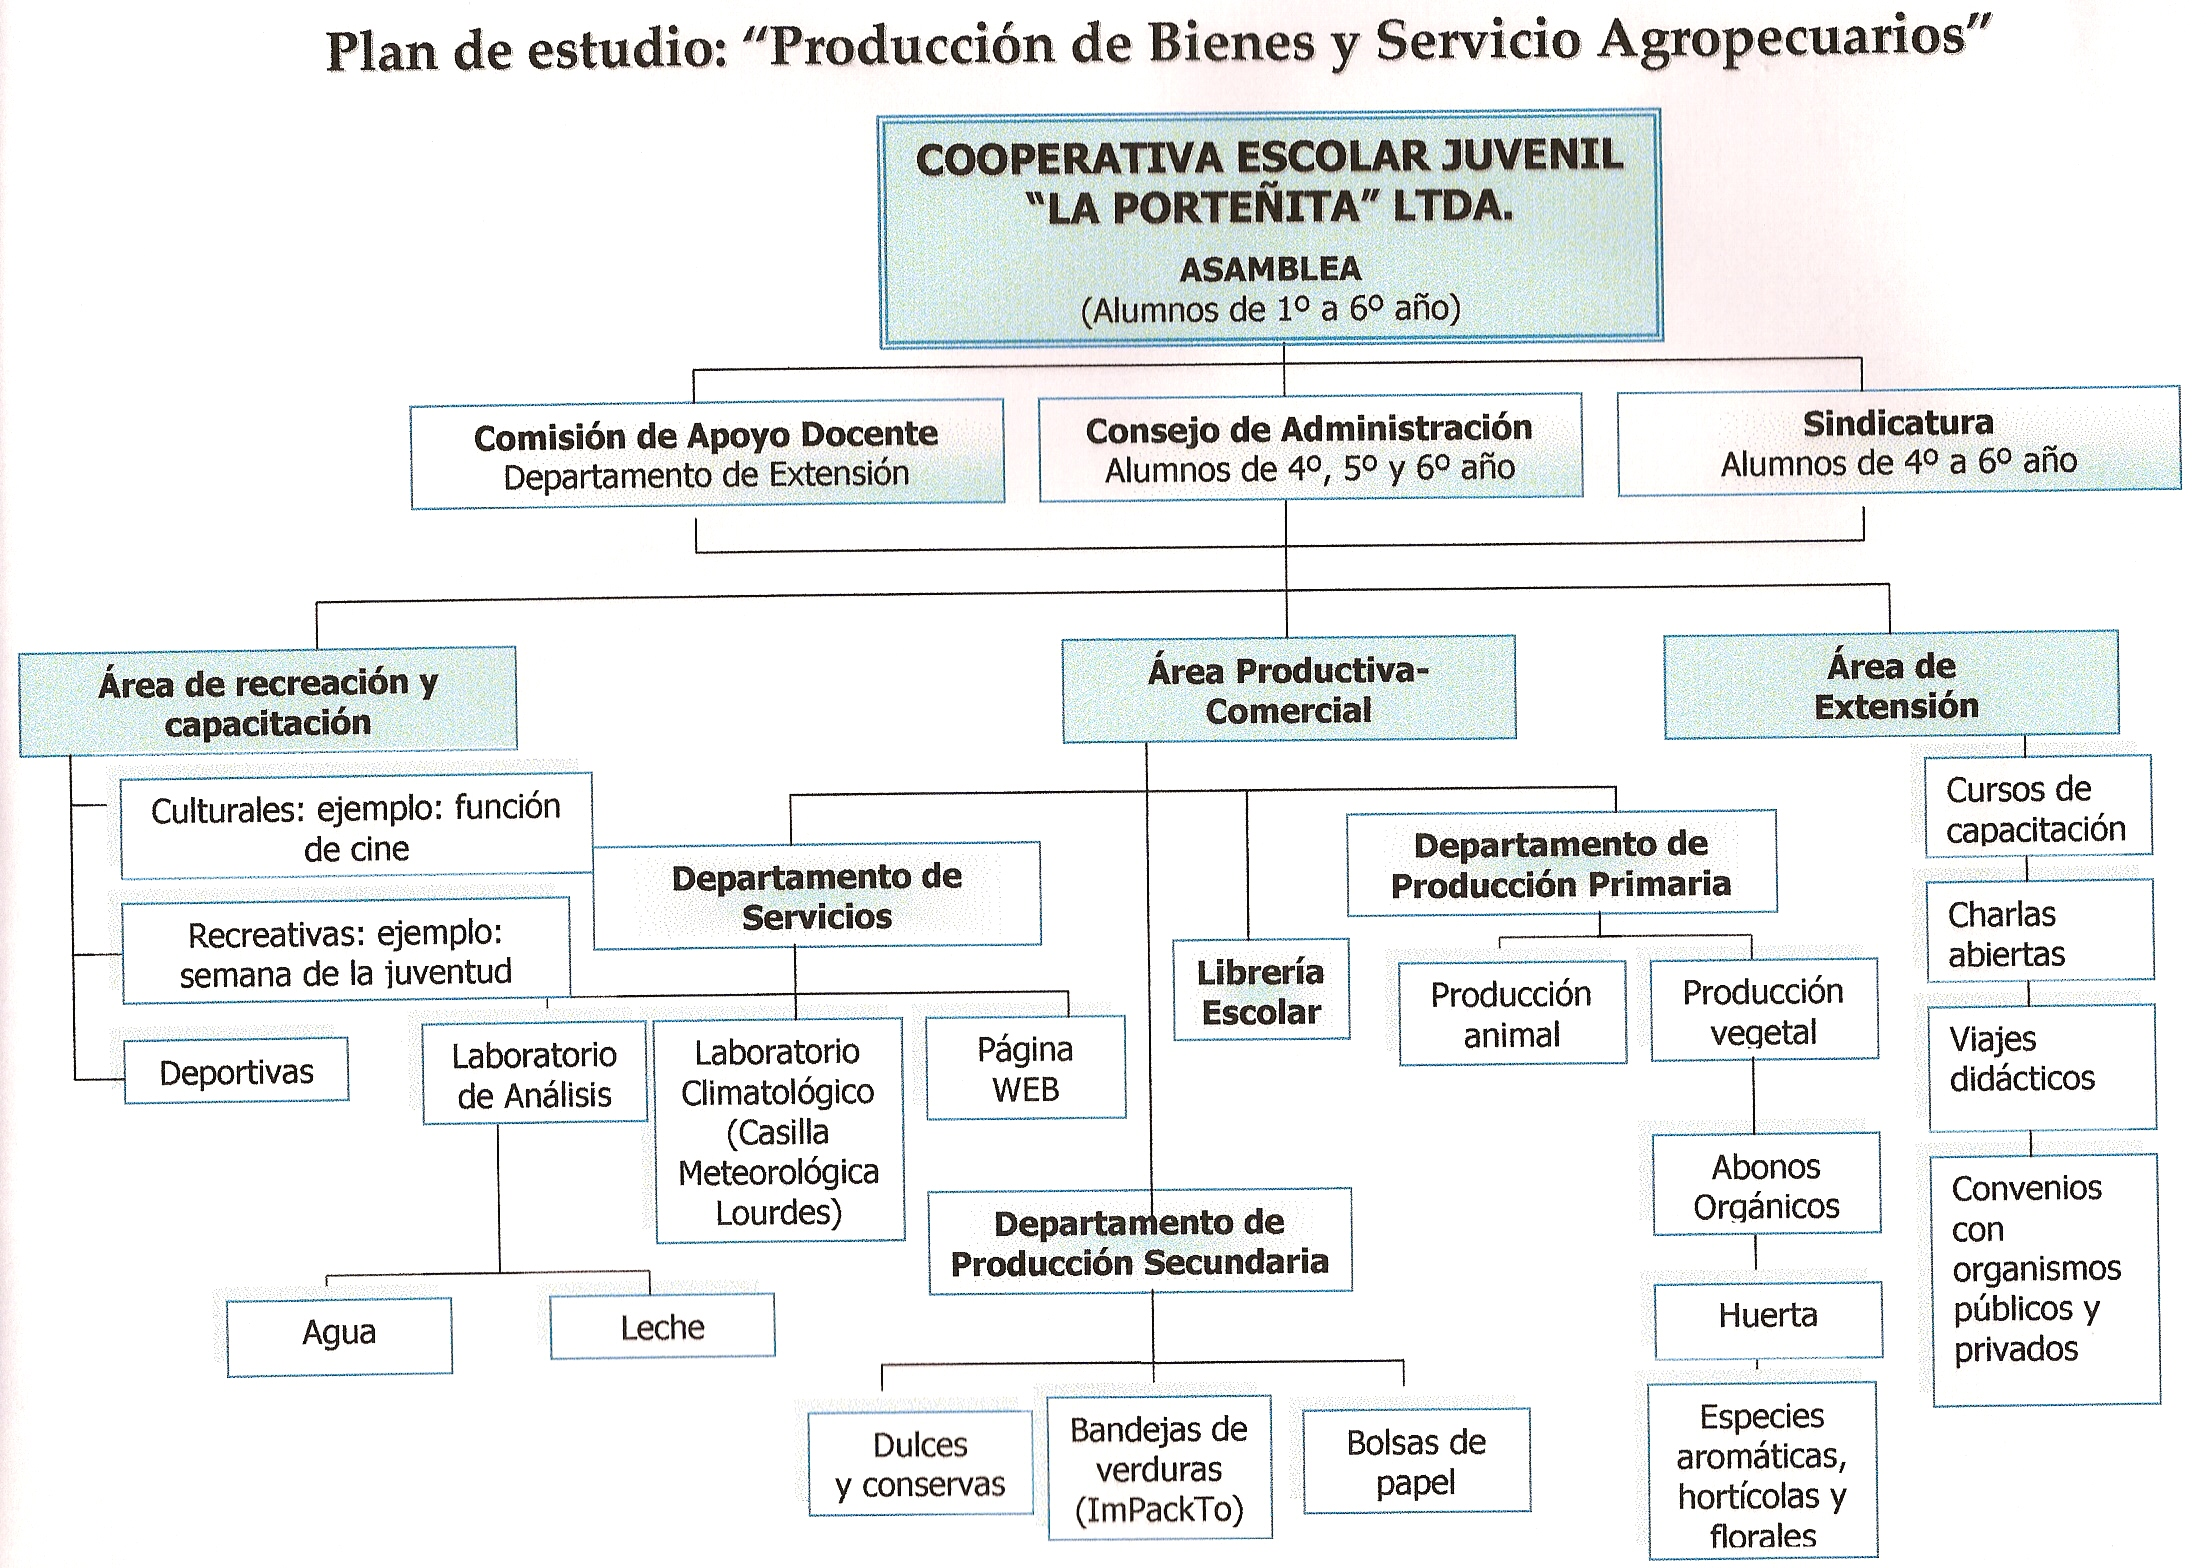 Plan de estudio: “Producción de Bienes y Servicio Agropecuarios”
COOPERATIVA ESCOLAR JUVENIL
“LA PORTEÑITA” LTDA.
ASAMBLEA
(Alumnos de 1º a 6º año)
Comisión de Apoyo Docente
Departamento de Extensión
Consejo de Administración
Alumnos de 4º, 5º y 6º año
Sindicatura
Alumnos de 4º a 6º año
Área de recreación y
capacitación
Culturales: ejemplo: función
de cine
Recreativas: ejemplo:
semana de la juventud
Deportivas
Área Productiva-
Comercial
Departamento de
Servicios
Laboratorio
de Análisis
Agua
Leche
Laboratorio
Climatológico
(Casilla
Meteorológica
Lourdes)
Página
WEB
Departamento de
Producción Secundaria
Dulces
y conservas
Bandejas de
verduras
(ImPackTo)
Bolsas de
papel
Librería
Escolar
Departamento de
Producción Primaria
Producción
animal
Producción
vegetal
Abonos
Orgánicos
Huerta
Especies
aromáticas,
hortícolas y
florales
Área de
Extensión
Cursos de
capacitación
Charlas
abiertas
Viajes
didácticos
Convenios
con
organismos
públicos y
privados